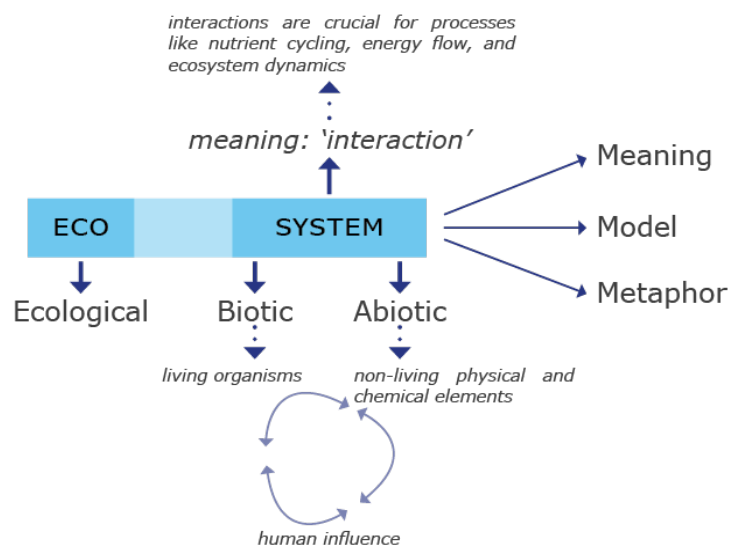 interactions are crucial for processes
like nutrient cycling, energy flow, and
ecosystem dynamics
meaning: ‘interaction’
Meaning
ECO
SYSTEM
Model
Metaphor
Ecological
Biotic
Abiotic
living organisms
non-living physical and
chemical elements
human influence